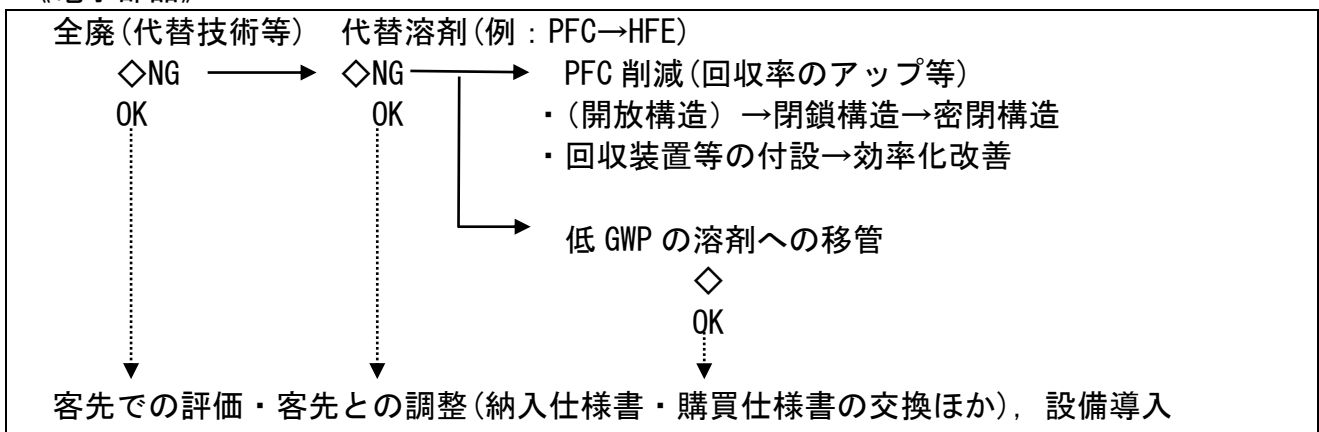 全廃(代替技術等) 代替溶剤(例:PFC→HFE)
◇NG → ◇NG → PFC 削減(回収率のアップ等)
OK OK ・(開放構造)→閉鎖構造→密閉構造
・回収装置等の付設→効率化改善
低 GWP の溶剤への移管
◇
OK
客先での評価・客先との調整(納入仕様書・購買仕様書の交換ほか),設備導入